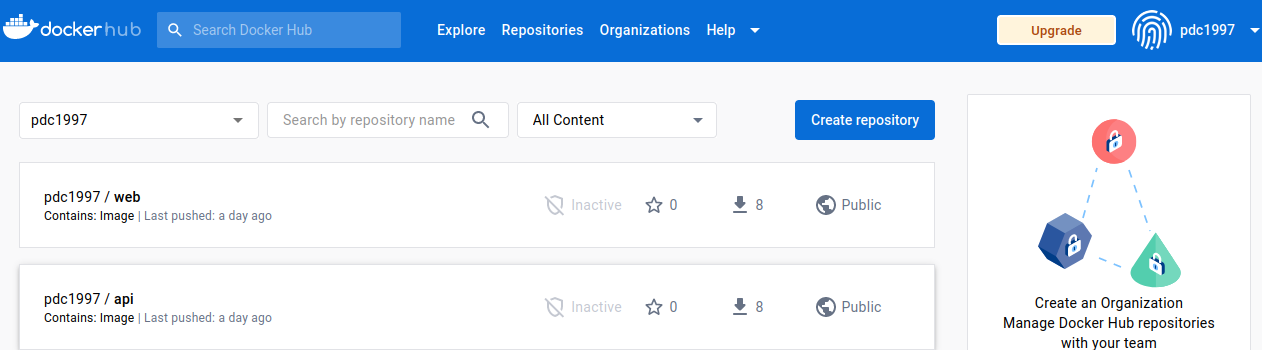 dockerhub Search Docker Hub Explore Repositories Organizations Help Upgrade pdc1997
pdc1997 Search by repository name All Content Create repository
pdc1997 / web
Contains: Image | Last pushed: a day ago
Inactive 0 8 Public
pdc1997 / api
Contains: Image | Last pushed: a day ago
Inactive 0 8 Public
Create an Organization
Manage Docker Hub repositories
with your team